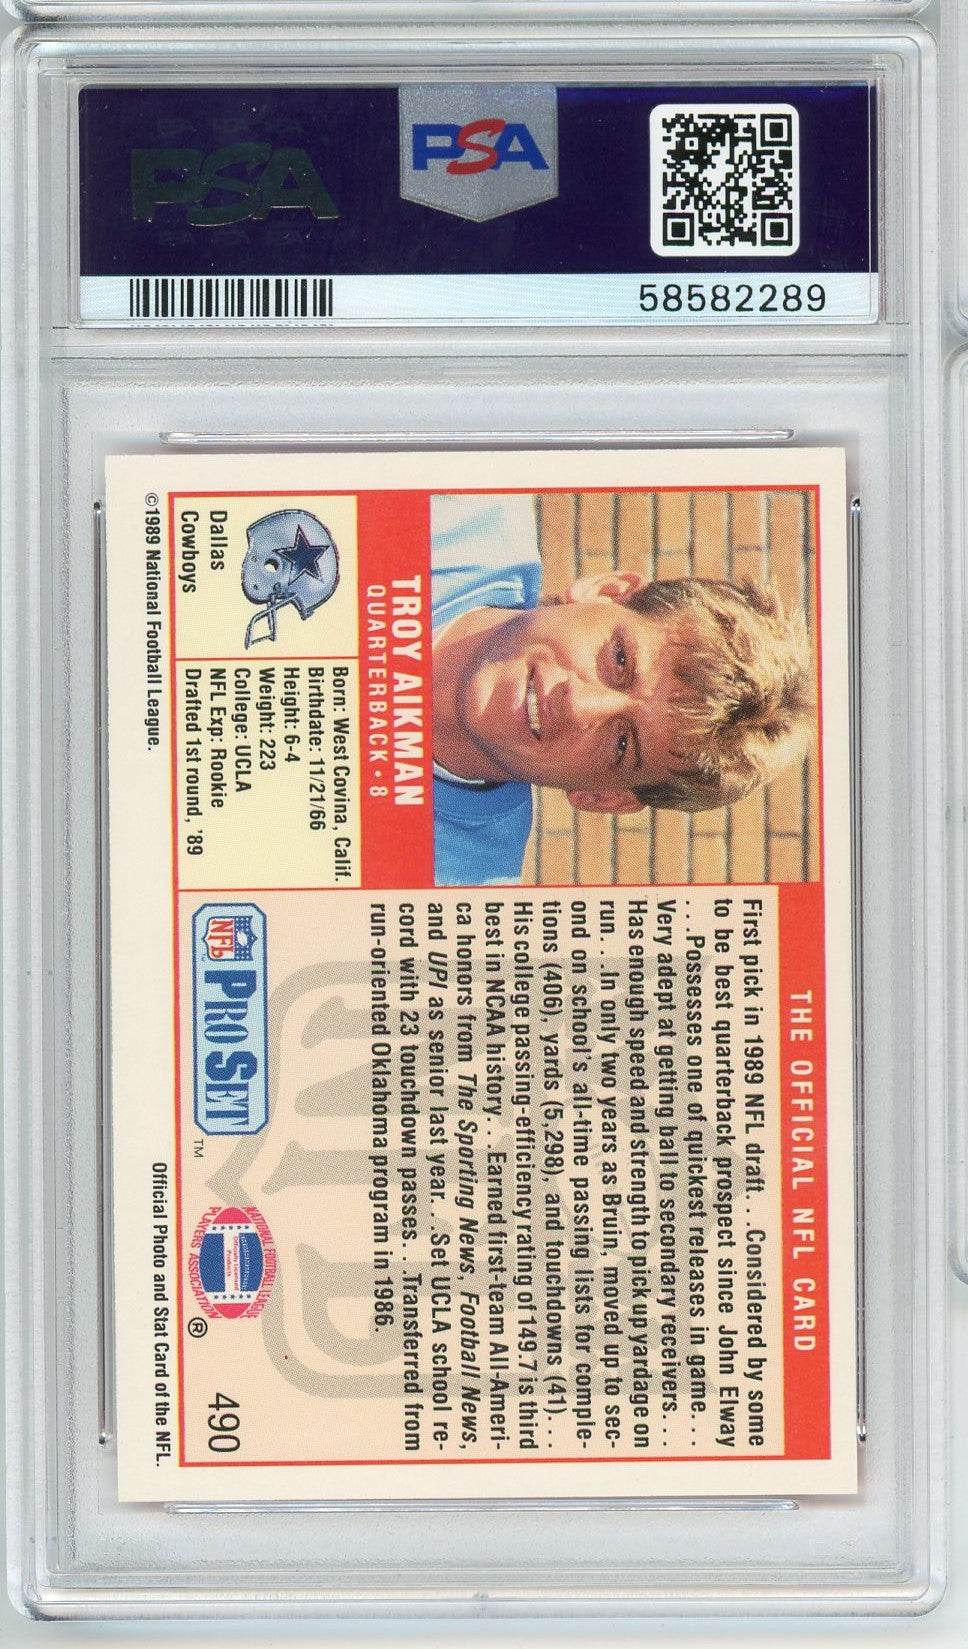 PSA
PSA
58582289
THE OFFICIAL NFL CARD
TROY AIKMAN
QUARTERBACK • 8
Dallas
Cowboys
Born: West Covina, Calif.
Birthdate: 11/21/66
Height: 6-4
Weight: 223
College: UCLA
NFL Exp: Rookie
Drafted 1st round, '89
©1989 National Football League.
First pick in 1989 NFL draft. . .Considered by some
to be best quarterback prospect since John Elway
. . .Possesses one of quickest releases in game. . .
Very adept at getting ball to secondary receivers. . .
Has enough speed and strength to pick up yardage on
run. . .In only two years as Bruin, moved up to sec-
ond on school's all-time passing lists for comple-
tions (406), yards (5,298), and touchdowns (41). . .
His college passing-efficiency rating of 149.7 is third
best in NCAA history. . .Earned first-team All-Ameri-
ca honors from The Sporting News, Football News,
and UPI as senior last year. . .Set UCLA school re-
cord with 23 touchdown passes. . .Transferred from
run-oriented Oklahoma program in 1986.
NFL PRO SET ™
NATIONAL FOOTBALL LEAGUE
Officially Licensed
Products
PLAYERS ASSOCIATION
®
490
Official Photo and Stat Card of the NFL.